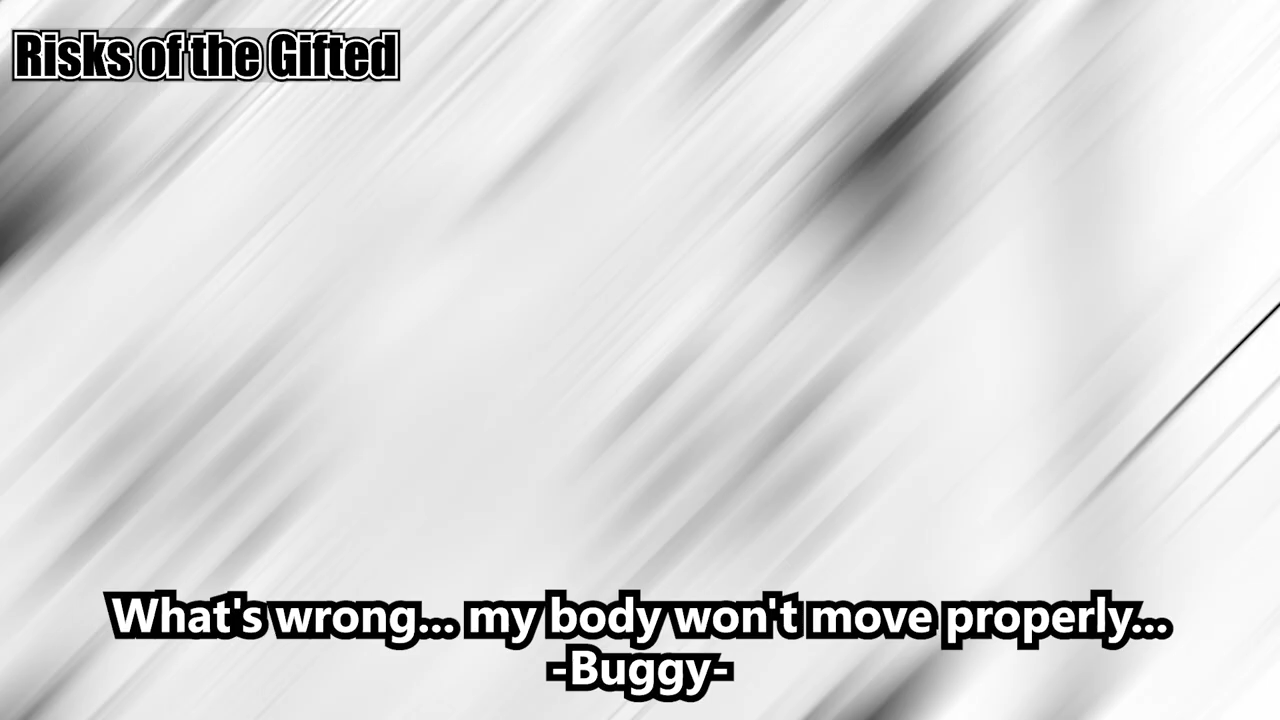 Risks of the Gifted
What's wrong... my body won't move properly...
-Buggy-